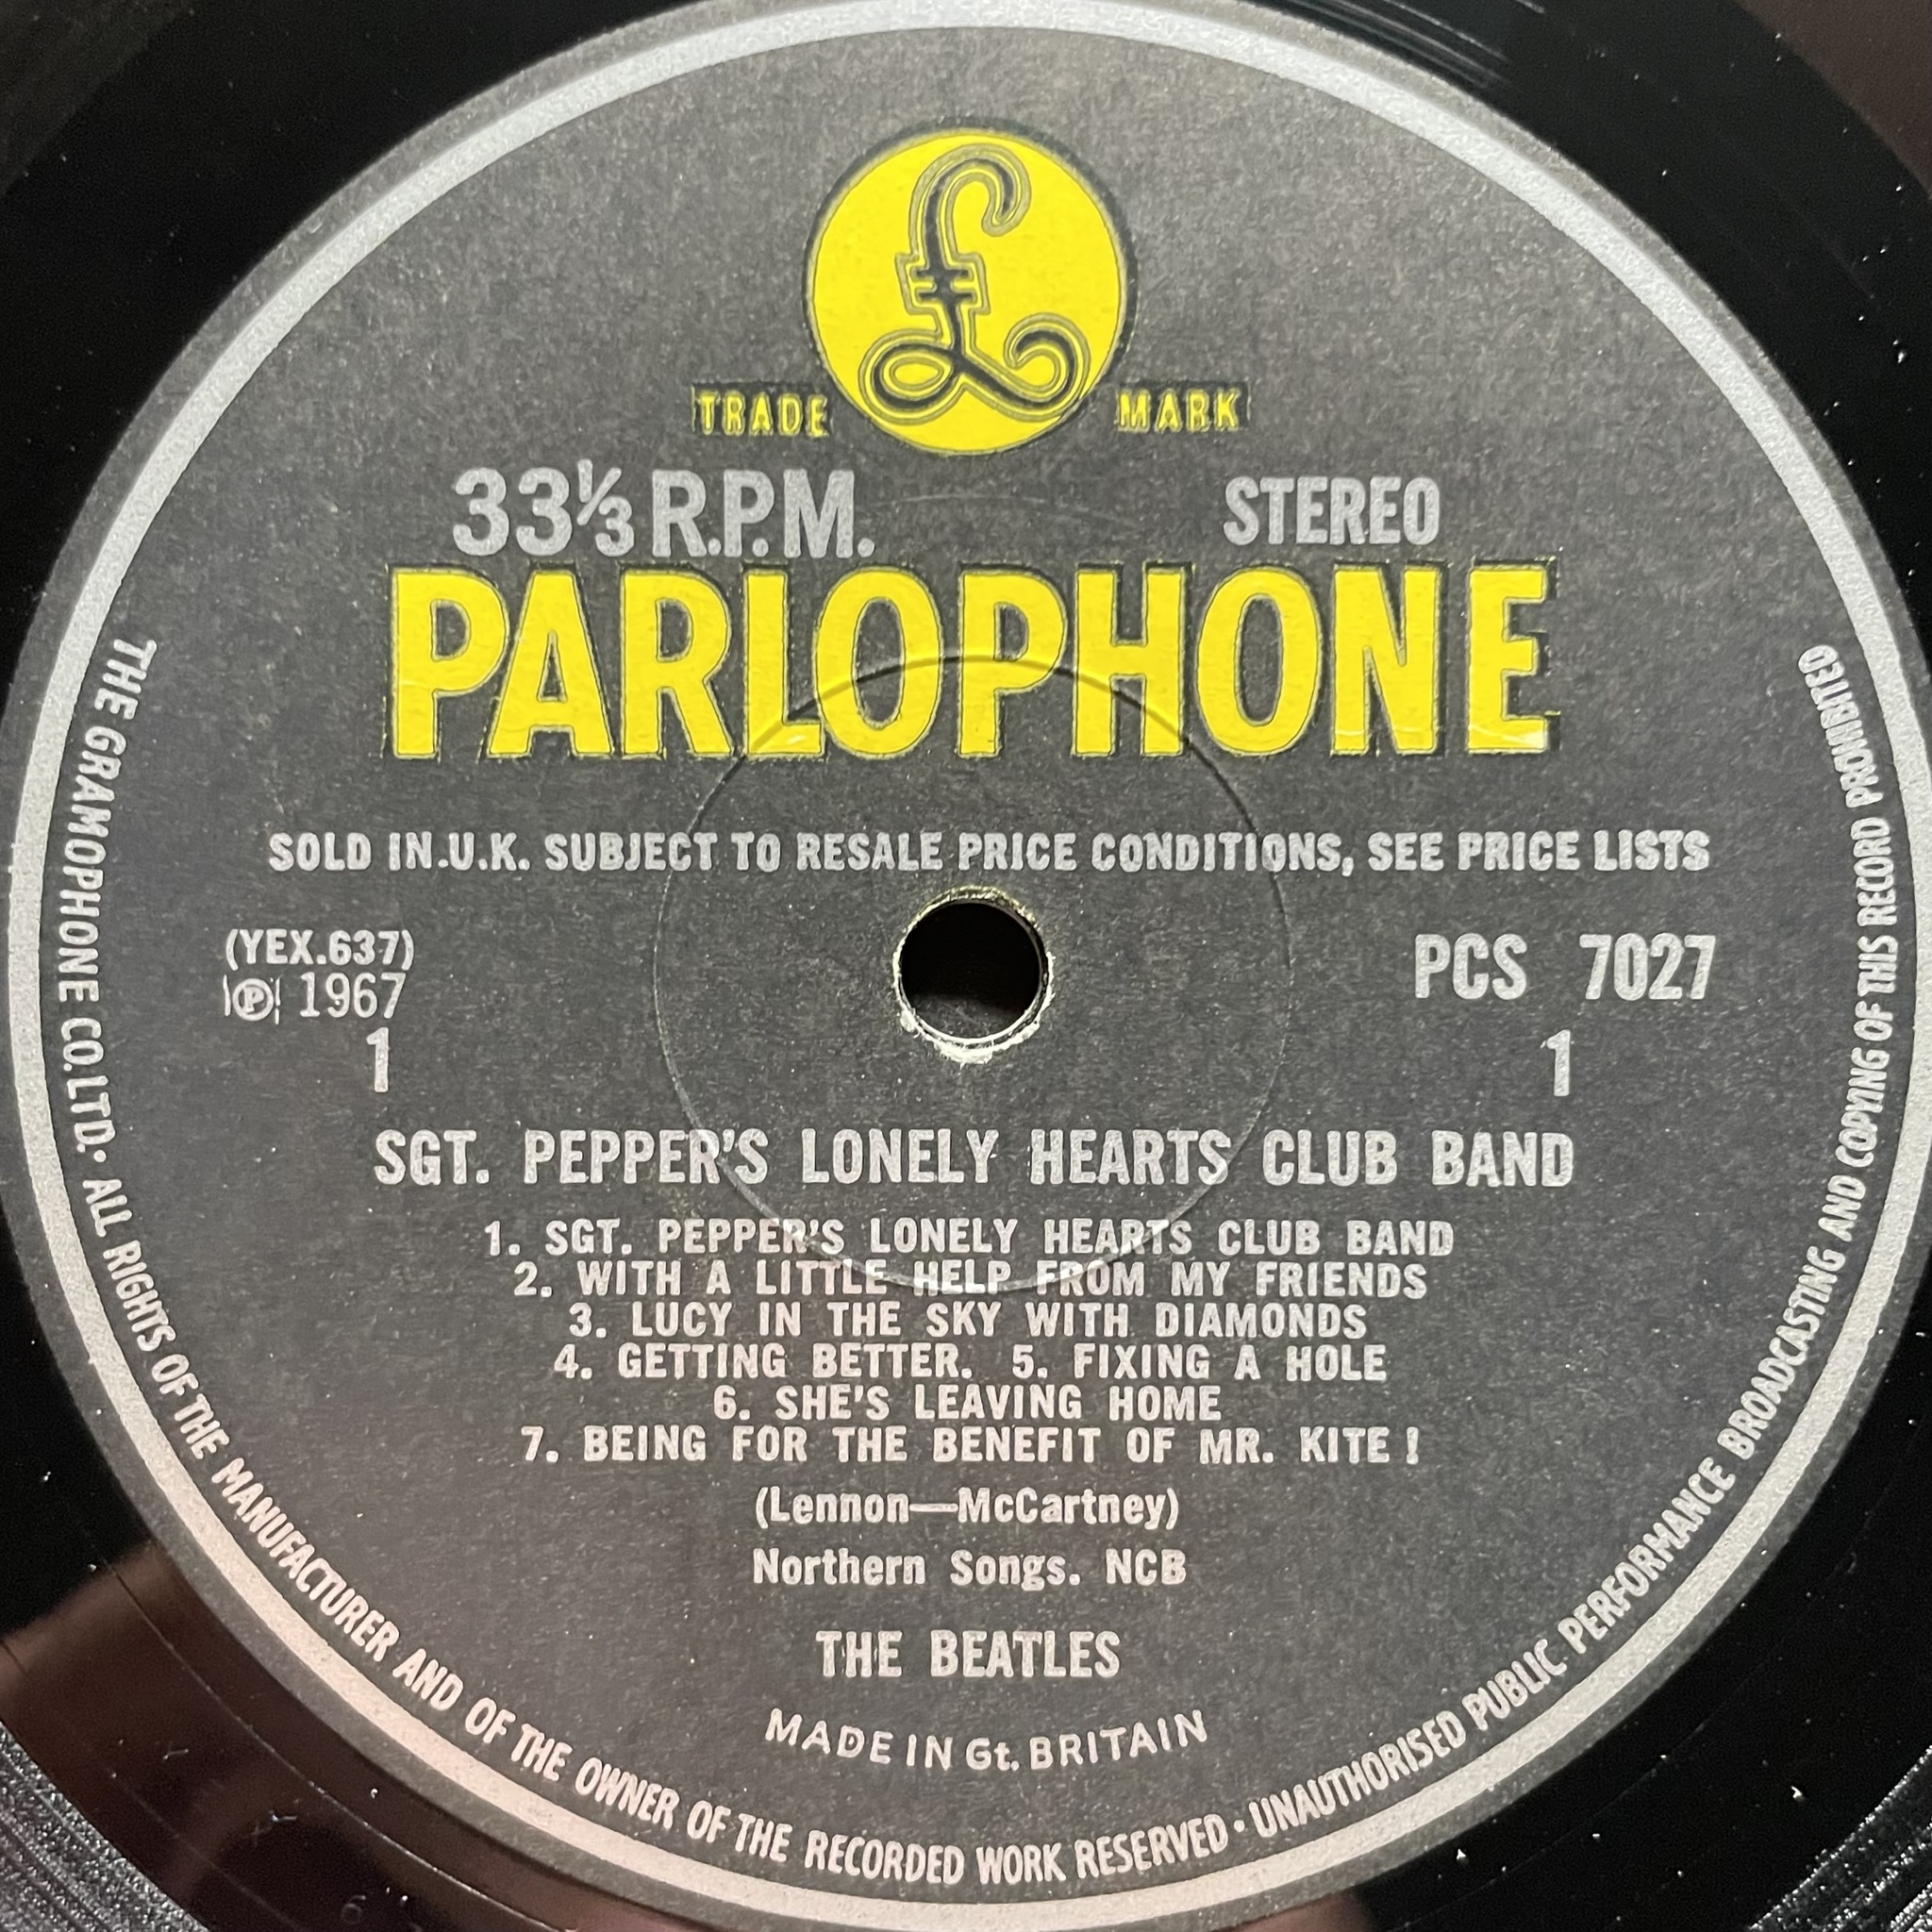 £
TRADE MARK
33⅓ R.P.M. STEREO
PARLOPHONE
SOLD IN.U.K. SUBJECT TO RESALE PRICE CONDITIONS, SEE PRICE LISTS
(YEX.637) PCS 7027
℗ 1967
1 1
SGT. PEPPER'S LONELY HEARTS CLUB BAND
1. SGT. PEPPER'S LONELY HEARTS CLUB BAND
2. WITH A LITTLE HELP FROM MY FRIENDS
3. LUCY IN THE SKY WITH DIAMONDS
4. GETTING BETTER. 5. FIXING A HOLE
6. SHE'S LEAVING HOME
7. BEING FOR THE BENEFIT OF MR. KITE !
(Lennon—McCartney)
Northern Songs. NCB
THE BEATLES
MADE IN Gt. BRITAIN
THE GRAMOPHONE CO.LTD. · ALL RIGHTS OF THE MANUFACTURER AND OF THE OWNER OF THE RECORDED WORK RESERVED · UNAUTHORISED PUBLIC PERFORMANCE BROADCASTING AND COPYING OF THIS RECORD PROHIBITED